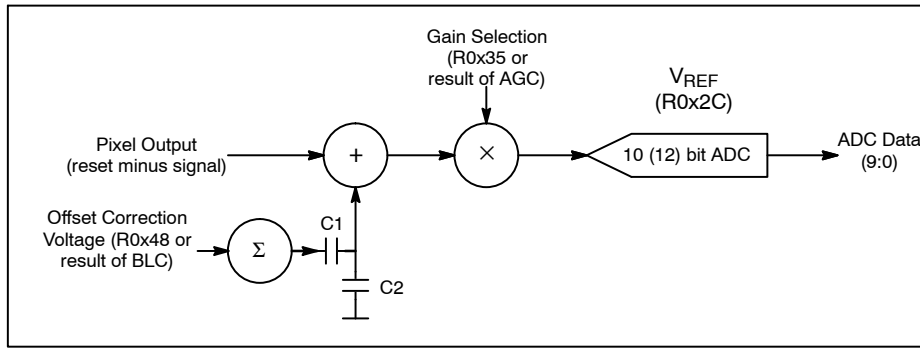 Gain Selection
(R0x35 or
result of AGC)
VREF
(R0x2C)
Pixel Output
(reset minus signal)
+
×
10 (12) bit ADC
ADC Data
(9:0)
Offset Correction
Voltage (R0x48 or
result of BLC)
Σ
C1
C2